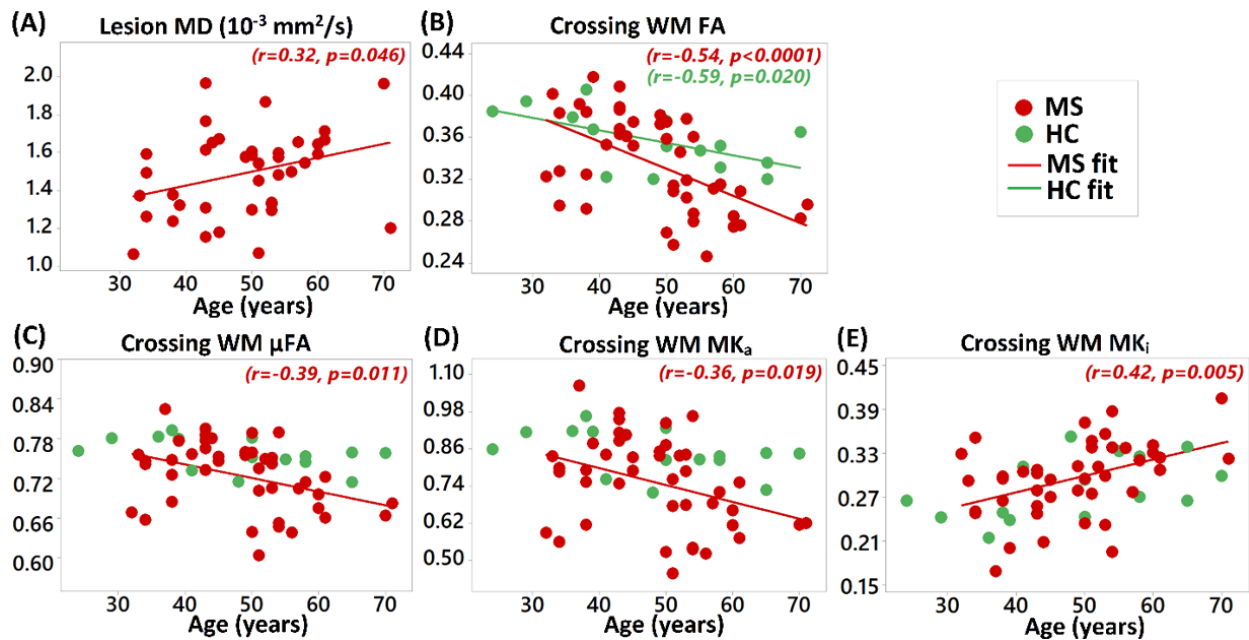 (A) Lesion MD (10⁻³ mm²/s)
(r=0.32, p=0.046)
2.0
1.8
1.6
1.4
1.2
1.0
30 40 50 60 70
Age (years)
(B) Crossing WM FA
(r=-0.54, p<0.0001)
(r=-0.59, p=0.020)
0.44
0.40
0.36
0.32
0.28
0.24
30 40 50 60 70
Age (years)
MS
HC
MS fit
HC fit
(C) Crossing WM µFA
(r=-0.39, p=0.011)
0.90
0.84
0.78
0.72
0.66
0.60
30 40 50 60 70
Age (years)
(D) Crossing WM MKₐ
(r=-0.36, p=0.019)
1.10
0.98
0.86
0.74
0.62
0.50
30 40 50 60 70
Age (years)
(E) Crossing WM MKᵢ
(r=0.42, p=0.005)
0.45
0.39
0.33
0.27
0.21
0.15
30 40 50 60 70
Age (years)